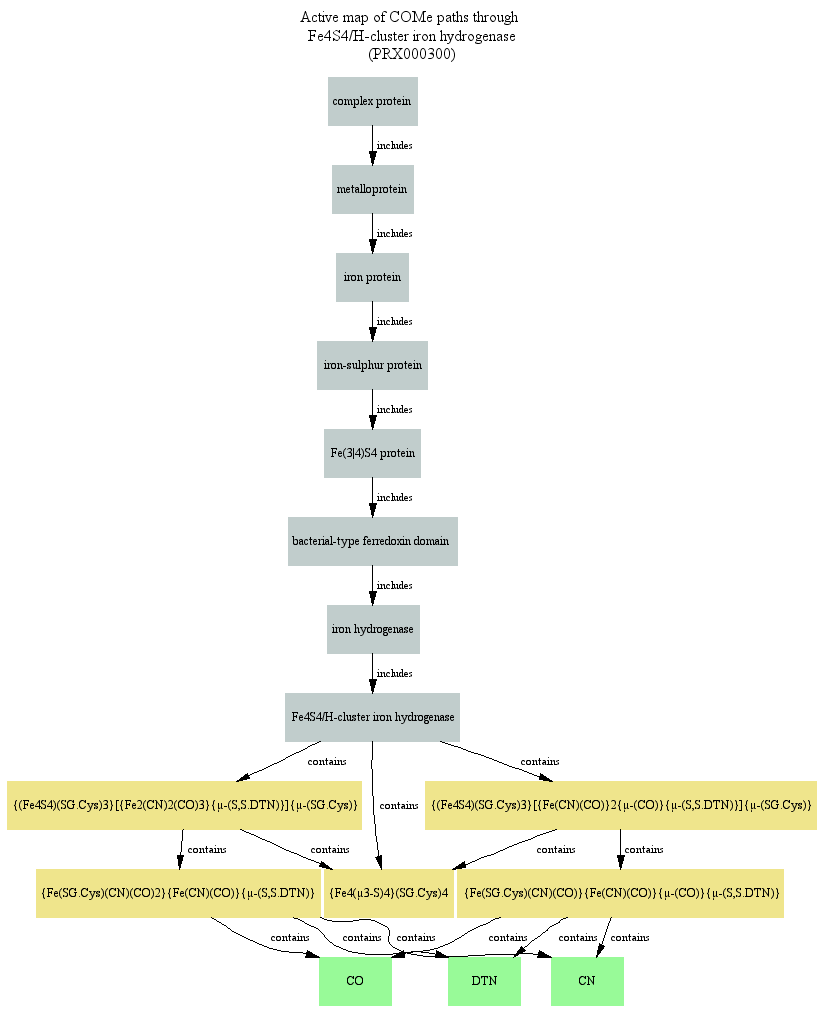 Active map of COMe paths through
Fe4S4/H-cluster iron hydrogenase
(PRX000300)
complex protein
includes
metalloprotein
includes
iron protein
includes
iron-sulphur protein
includes
Fe(3|4)S4 protein
includes
bacterial-type ferredoxin domain
includes
iron hydrogenase
includes
Fe4S4/H-cluster iron hydrogenase
contains contains
contains
{(Fe4S4)(SG.Cys)3}[{Fe2(CN)2(CO)3}{μ-(S,S.DTN)}]{μ-(SG.Cys)} {(Fe4S4)(SG.Cys)3}[{Fe(CN)(CO)}2{μ-(CO)}{μ-(S,S.DTN)}]{μ-(SG.Cys)}
contains contains contains contains
{Fe(SG.Cys)(CN)(CO)2}{Fe(CN)(CO)}{μ-(S,S.DTN)} {Fe4(μ3-S)4}(SG.Cys)4 {Fe(SG.Cys)(CN)(CO)}{Fe(CN)(CO)}{μ-(CO)}{μ-(S,S.DTN)}
contains contains contains contains contains contains
CO DTN CN